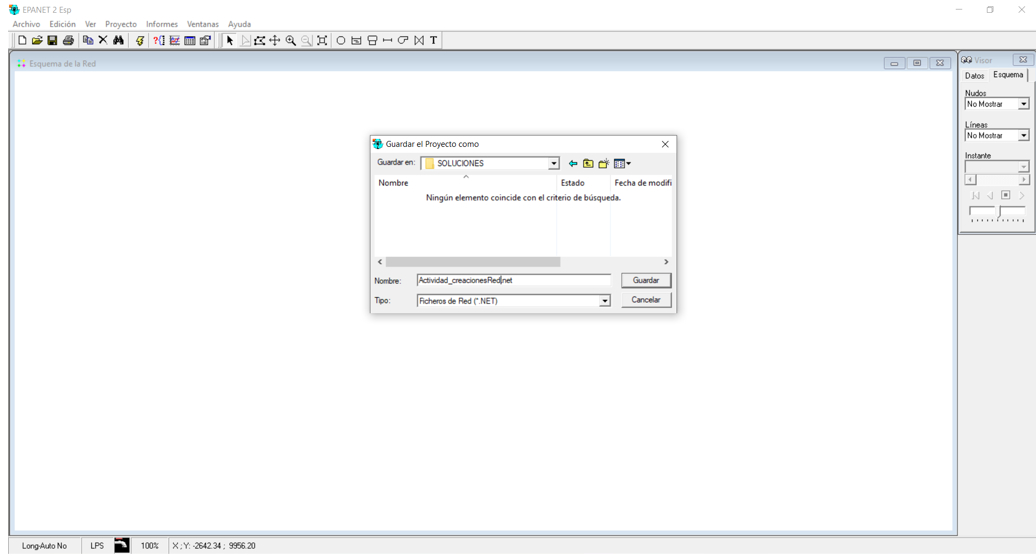 EPANET 2 Esp
Archivo Edición Ver Proyecto Informes Ventanas Ayuda
T
Esquema de la Red
Visor
Datos Esquema
Nudos
No Mostrar
Líneas
No Mostrar
Instante
Guardar el Proyecto como
Guardar en: SOLUCIONES
Nombre Estado Fecha de modifi
Ningún elemento coincide con el criterio de búsqueda.
Nombre: Actividad_creacionesRed.net Guardar
Tipo: Ficheros de Red (*.NET) Cancelar
Long-Auto No LPS 100% X ; Y: -2642.34 ; 9956.20